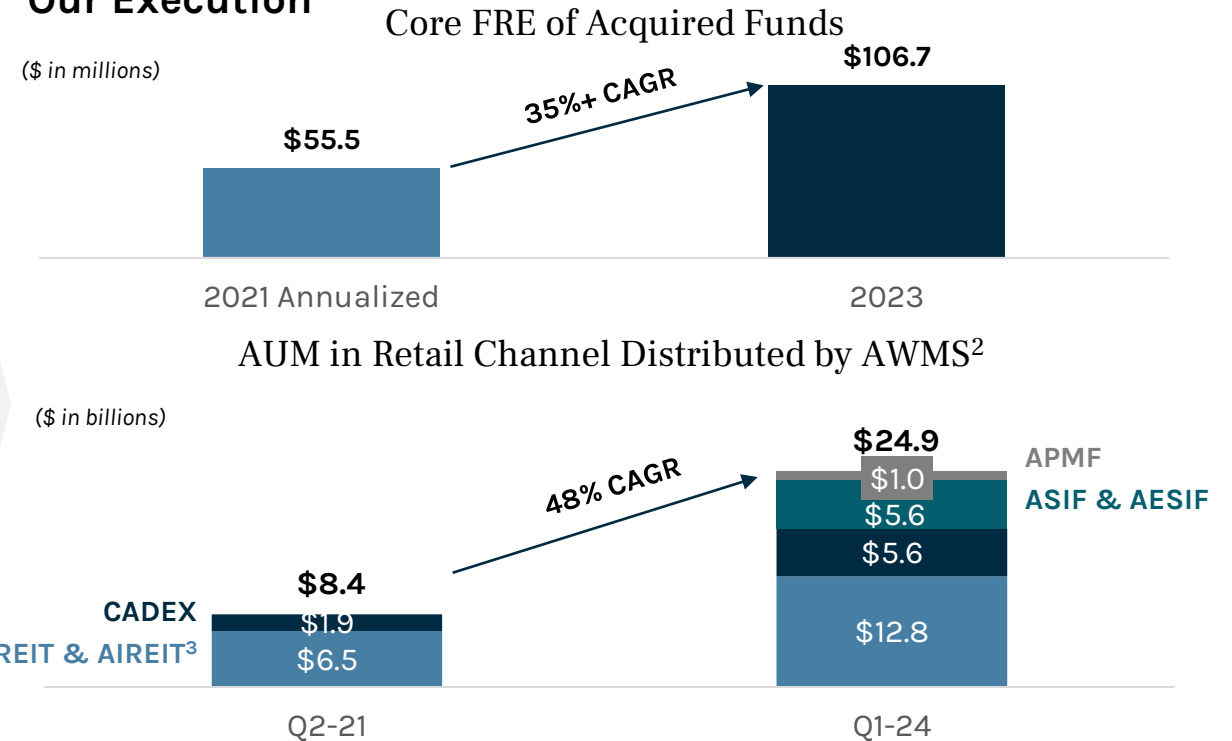 Our Execution
Core FRE of Acquired Funds
($ in millions)
$106.7
35%+ CAGR
$55.5
2021 Annualized
2023
AUM in Retail Channel Distributed by AWMS²
($ in billions)
$24.9
APMF
48% CAGR
$1.0
ASIF & AESIF
$5.6
$5.6
$8.4
CADEX
$1.9
$12.8
REIT & AIREIT³
$6.5
Q2-21
Q1-24